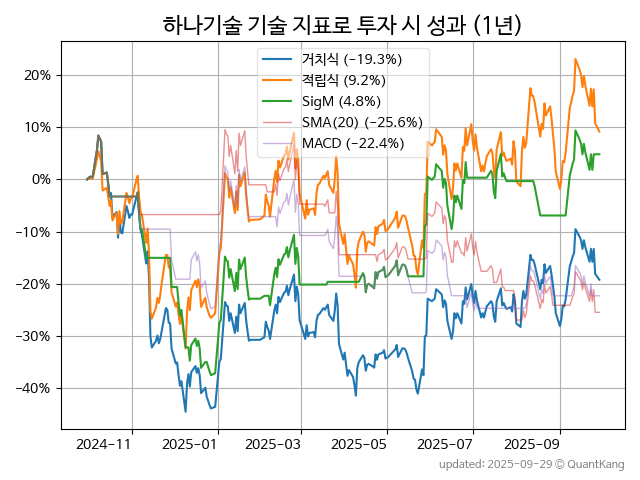 하나기술 기술 지표로 투자 시 성과 (1년)
거치식 (−19.3%)
적립식 (9.2%)
SigM (4.8%)
SMA(20) (−25.6%)
MACD (−22.4%)
20%
10%
0%
−10%
−20%
−30%
−40%
2024-11 2025-01 2025-03 2025-05 2025-07 2025-09
updated: 2025-09-29 © QuantKang